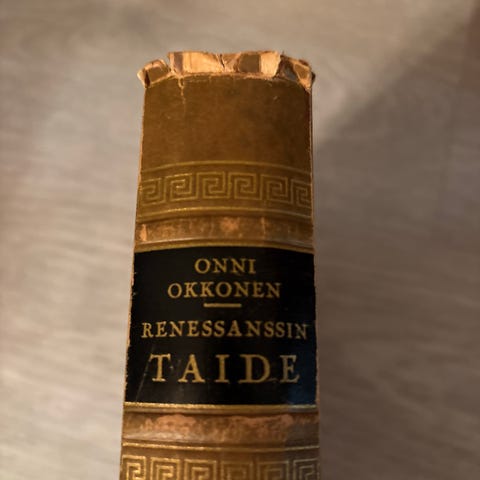 ONNI
OKKONEN
RENESSANSSIN
TAIDE